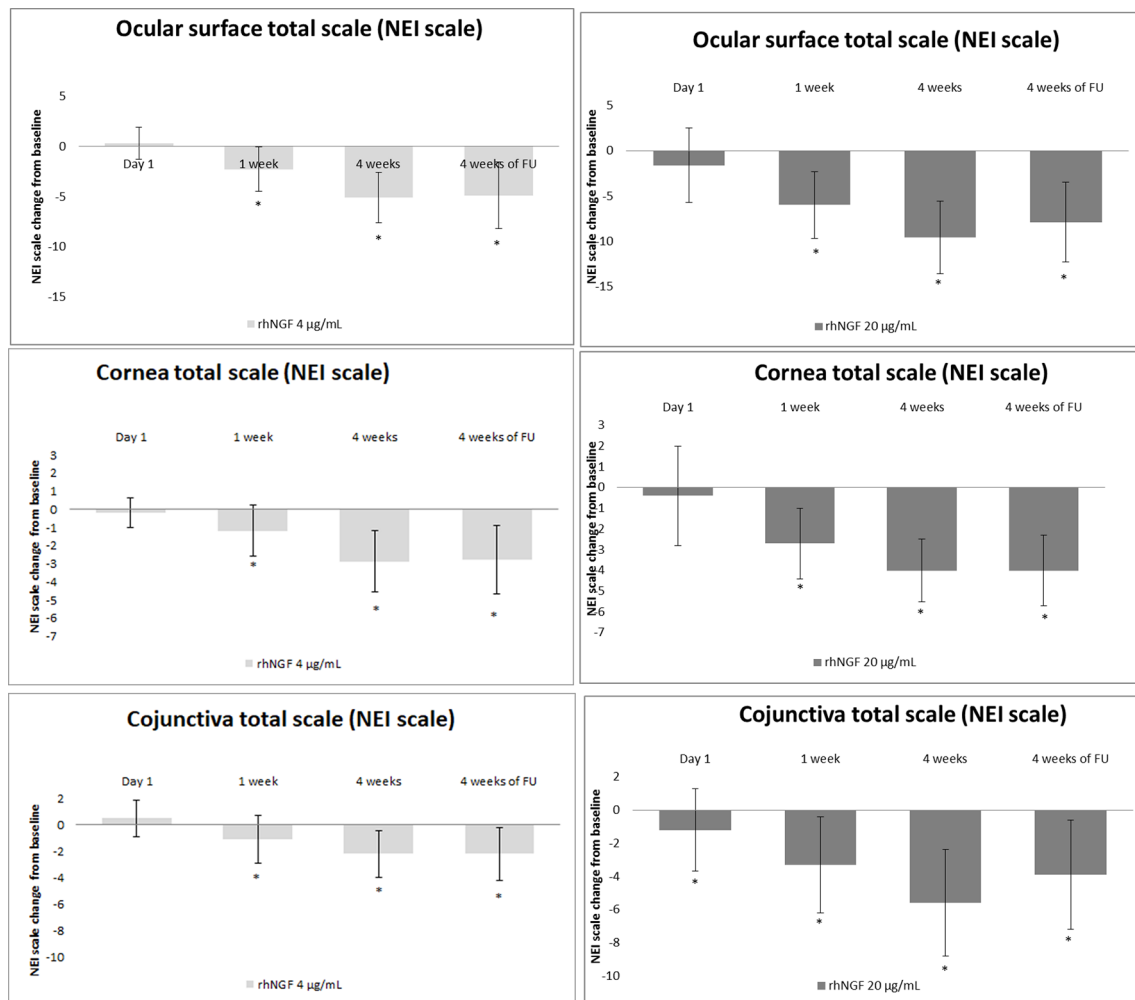 Ocular surface total scale (NEI scale)
NEI scale change from baseline
5
0
-5
-10
-15
Day 1
1 week
4 weeks
4 weeks of FU
*
*
*
rhNGF 4 µg/mL
Ocular surface total scale (NEI scale)
NEI scale change from baseline
Day 1
1 week
4 weeks
4 weeks of FU
5
0
-5
-10
-15
*
*
*
rhNGF 20 µg/mL
Cornea total scale (NEI scale)
NEI scale change from baseline
Day 1
1 week
4 weeks
4 weeks of FU
3
2
1
0
-1
-2
-3
-4
-5
-6
-7
*
*
*
rhNGF 4 µg/mL
Cornea total scale (NEI scale)
NEI scale change from baseline
Day 1
1 week
4 weeks
4 weeks of FU
3
2
1
0
-1
-2
-3
-4
-5
-6
-7
*
*
*
rhNGF 20 µg/mL
Cojunctiva total scale (NEI scale)
NEI scale change from baseline
Day 1
1 week
4 weeks
4 weeks of FU
2
0
-2
-4
-6
-8
-10
*
*
*
rhNGF 4 µg/mL
Cojunctiva total scale (NEI scale)
NEI scale change from baseline
Day 1
1 week
4 weeks
4 weeks of FU
2
0
-2
-4
-6
-8
-10
*
*
*
*
rhNGF 20 µg/mL